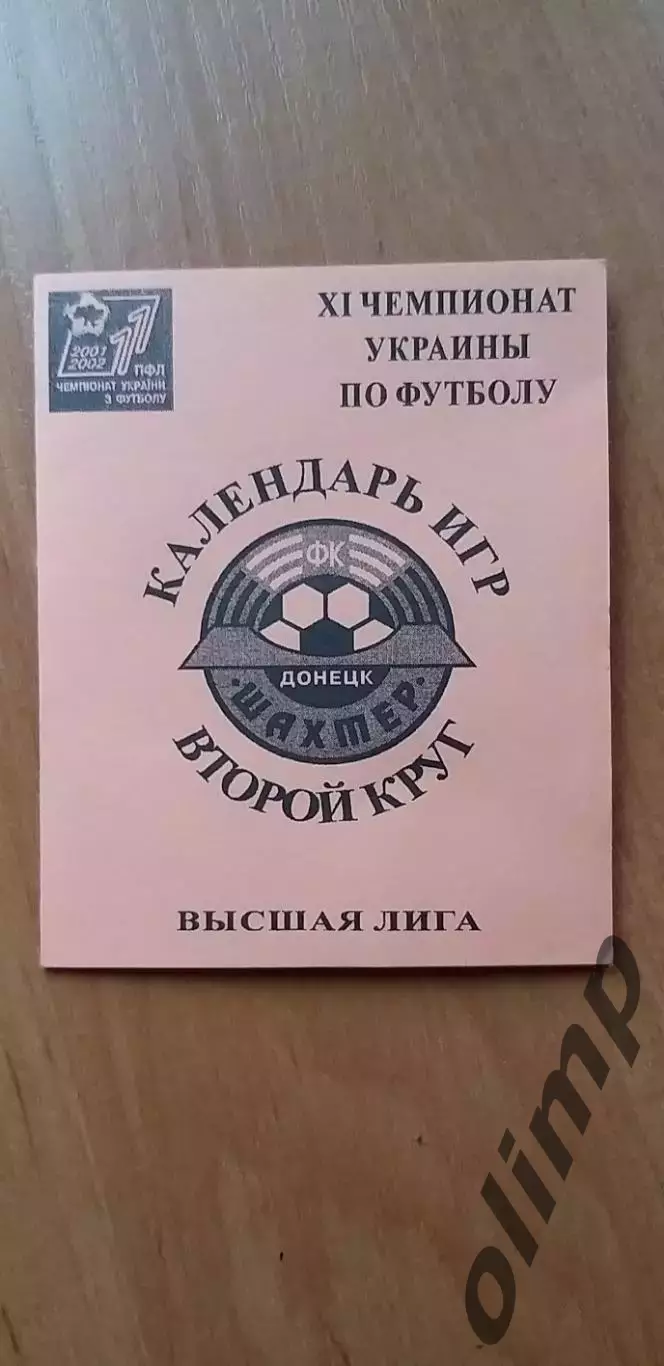 2001
2002
11
ПФЛ
ЧЕМПІОНАТ УКРАЇНИ
З ФУТБОЛУ
XI ЧЕМПИОНАТ
УКРАИНЫ
ПО ФУТБОЛУ
КАЛЕНДАРЬ ИГР
ФК
ДОНЕЦК
·ШАХТЕР·
ВТОРОЙ КРУГ
ВЫСШАЯ ЛИГА
olimp